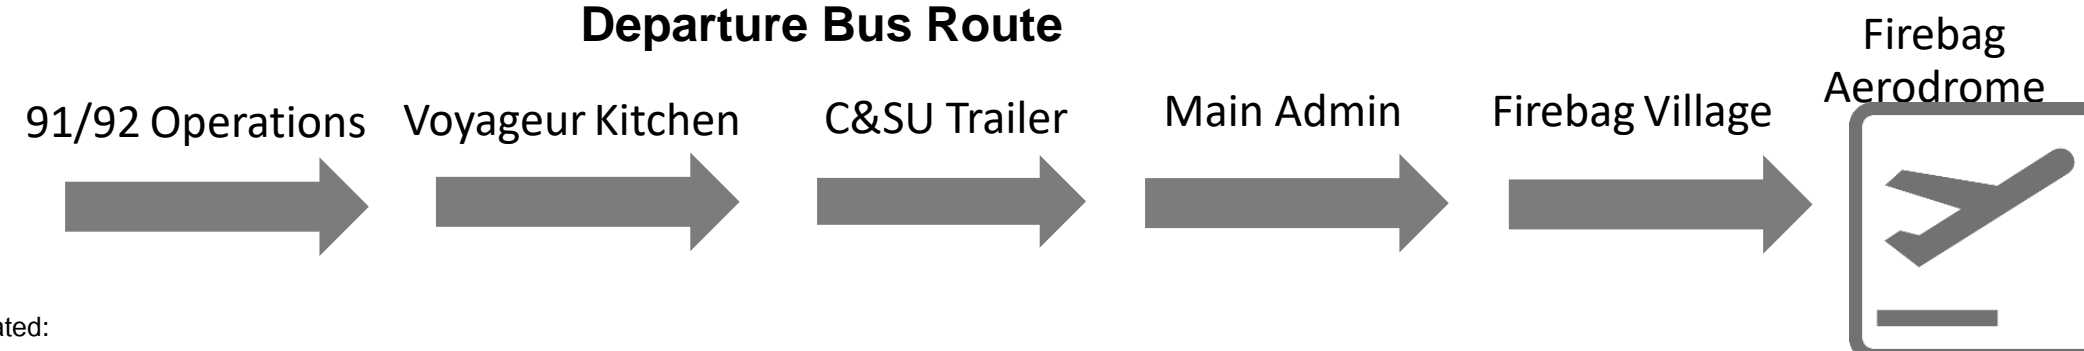 Departure Bus Route
91/92 Operations
Voyageur Kitchen
C&SU Trailer
Main Admin
Firebag Village
Firebag
Aerodrome